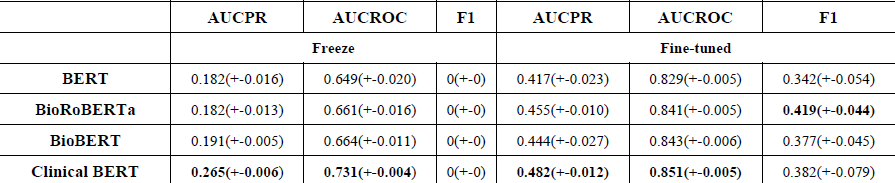 AUCPR AUCROC F1 AUCPR AUCROC F1
Freeze Fine-tuned
BERT 0.182(+-0.016) 0.649(+-0.020) 0(+-0) 0.417(+-0.023) 0.829(+-0.005) 0.342(+-0.054)
BioRoBERTa 0.182(+-0.013) 0.661(+-0.016) 0(+-0) 0.455(+-0.010) 0.841(+-0.005) 0.419(+-0.044)
BioBERT 0.191(+-0.005) 0.664(+-0.011) 0(+-0) 0.444(+-0.027) 0.843(+-0.006) 0.377(+-0.045)
Clinical BERT 0.265(+-0.006) 0.731(+-0.004) 0(+-0) 0.482(+-0.012) 0.851(+-0.005) 0.382(+-0.079)